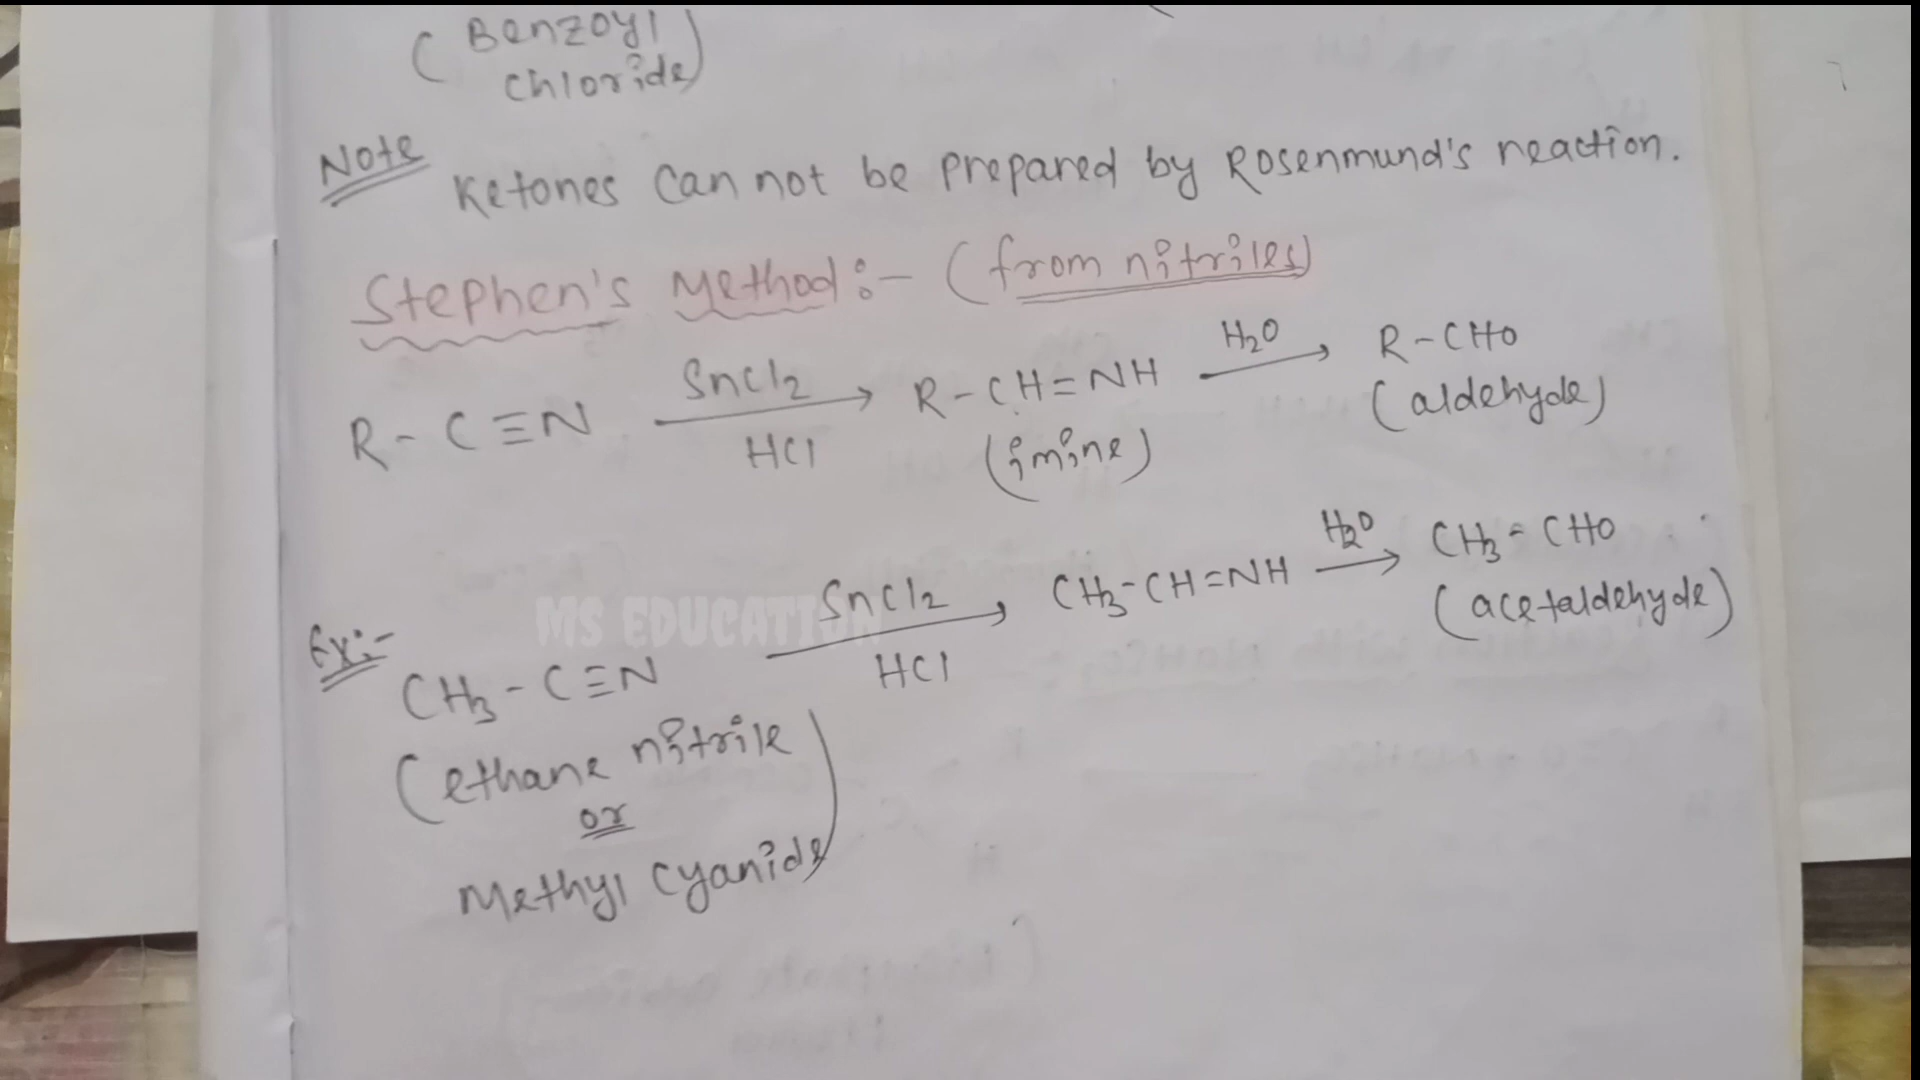 ( Benzoyl
chloride)
Note
Ketones can not be prepared by Rosenmund's reaction.
Stephen's Method:- (from nitriles)
R-C≡N SnCl2 HCl → R-CH=NH (imine) H2O → R-CHO (aldehyde)
Ex:-
CH3-C≡N SnCl2 HCl → CH3-CH=NH H2O → CH3-CHO (acetaldehyde)
(ethane nitrile
or
Methyl cyanide)
MS EDUCATION